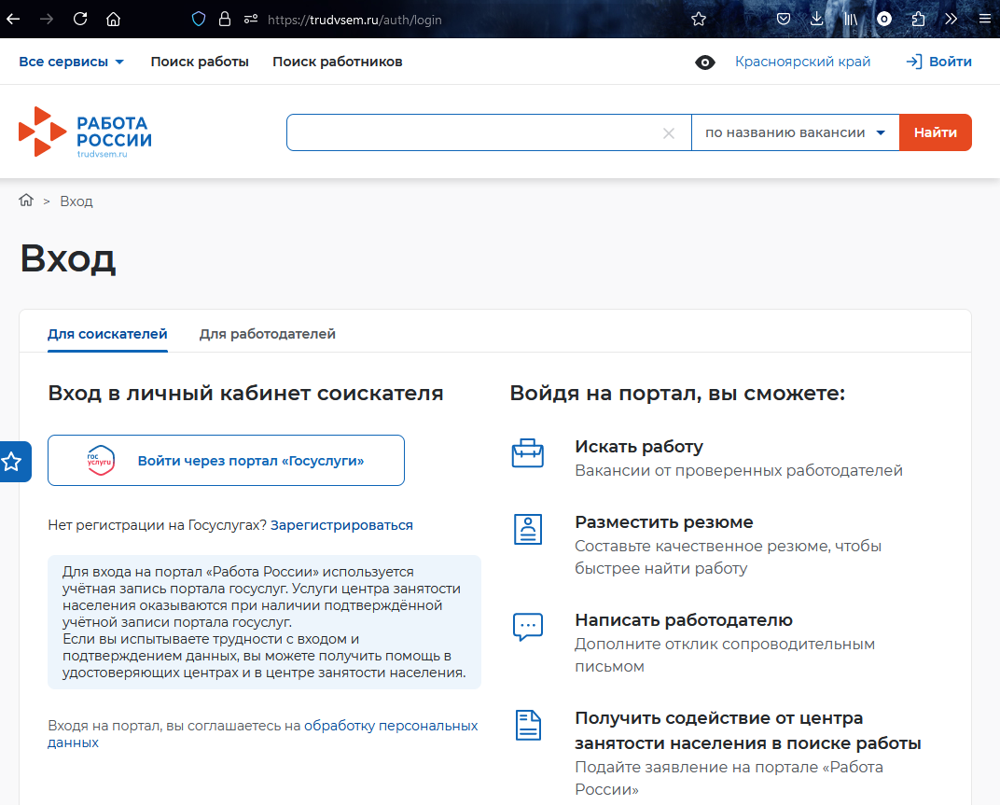 https://trudvsem.ru/auth/login
Все сервисы Поиск работы Поиск работников Красноярский край Войти
РАБОТА
РОССИИ
trudvsem.ru
по названию вакансии Найти
> Вход
Вход
Для соискателей Для работодателей
Вход в личный кабинет соискателя
гос
услуги
Войти через портал «Госуслуги»
Нет регистрации на Госуслугах? Зарегистрироваться
Для входа на портал «Работа России» используется
учётная запись портала госуслуг. Услуги центра занятости
населения оказываются при наличии подтверждённой
учётной записи портала госуслуг.
Если вы испытываете трудности с входом и
подтверждением данных, вы можете получить помощь в
удостоверяющих центрах и в центре занятости населения.
Входя на портал, вы соглашаетесь на обработку персональных
данных
Войдя на портал, вы сможете:
Искать работу
Вакансии от проверенных работодателей
Разместить резюме
Составьте качественное резюме, чтобы
быстрее найти работу
Написать работодателю
Дополните отклик сопроводительным
письмом
Получить содействие от центра
занятости населения в поиске работы
Подайте заявление на портале «Работа
России»